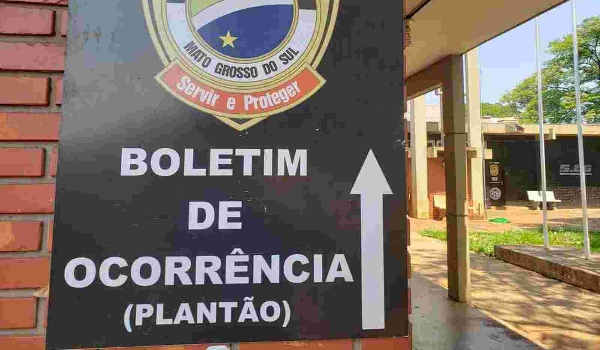 MATO GROSSO DO SUL
Servir e Proteger
BOLETIM
DE
OCORRÊNCIA
(PLANTÃO)